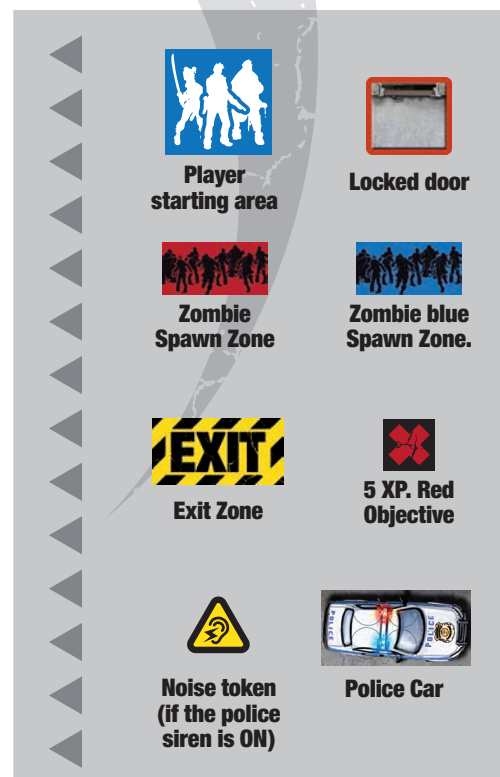 Player
starting area
Locked door
Zombie
Spawn Zone
Zombie blue
Spawn Zone.
EXIT
Exit Zone
5 XP. Red
Objective
POLICE
POLICE
Noise token
(if the police
siren is ON)
Police Car